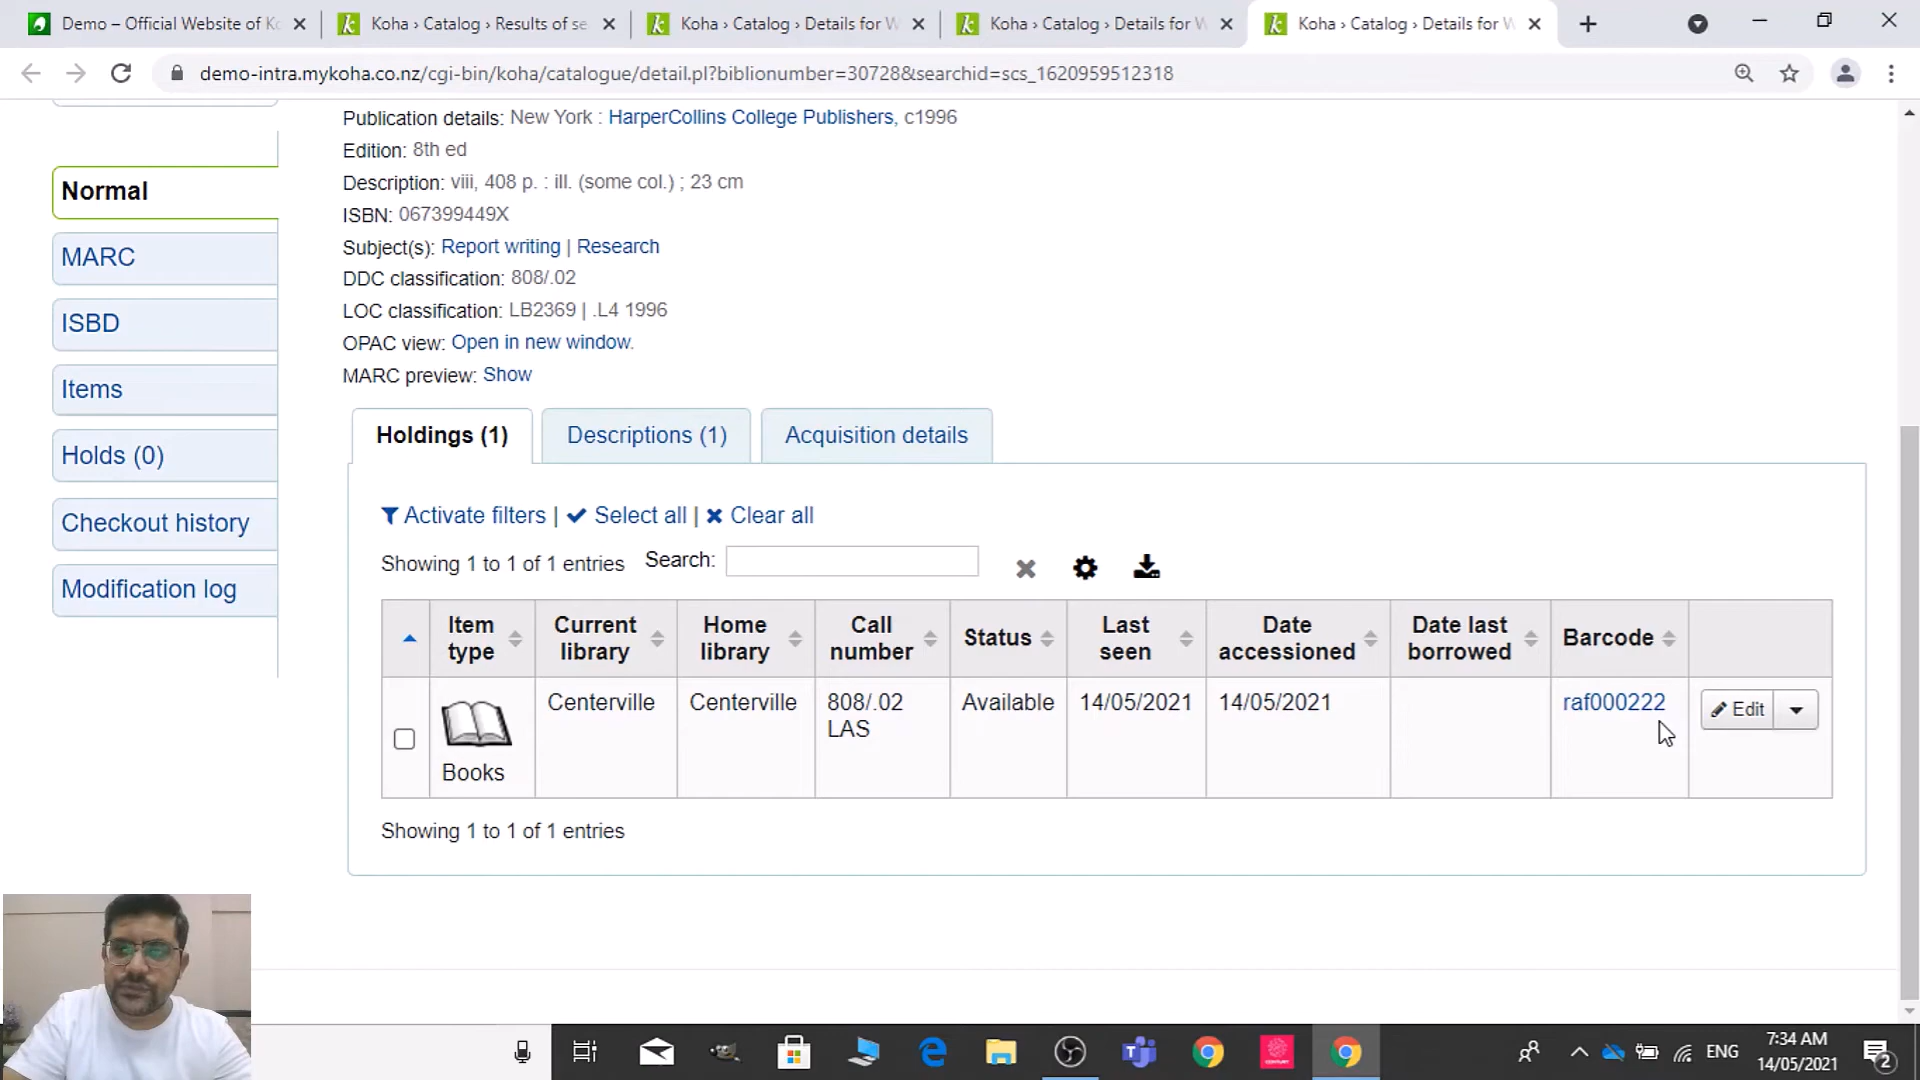 Demo – Official Website of Ko
Koha › Catalog › Results of se
Koha › Catalog › Details for W
Koha › Catalog › Details for W
Koha › Catalog › Details for W
demo-intra.mykoha.co.nz/cgi-bin/koha/catalogue/detail.pl?biblionumber=30728&searchid=scs_1620959512318
Normal
MARC
ISBD
Items
Holds (0)
Checkout history
Modification log
Publication details: New York : HarperCollins College Publishers, c1996
Edition: 8th ed
Description: viii, 408 p. : ill. (some col.) ; 23 cm
ISBN: 067399449X
Subject(s): Report writing | Research
DDC classification: 808/.02
LOC classification: LB2369 | .L4 1996
OPAC view: Open in new window.
MARC preview: Show
Holdings (1)
Descriptions (1)
Acquisition details
Activate filters | Select all | Clear all
Showing 1 to 1 of 1 entries Search:
Item type
Current library
Home library
Call number
Status
Last seen
Date accessioned
Date last borrowed
Barcode
Books
Centerville
Centerville
808/.02
LAS
Available
14/05/2021
14/05/2021
raf000222
Edit
Showing 1 to 1 of 1 entries
ENG
7:34 AM
14/05/2021
2